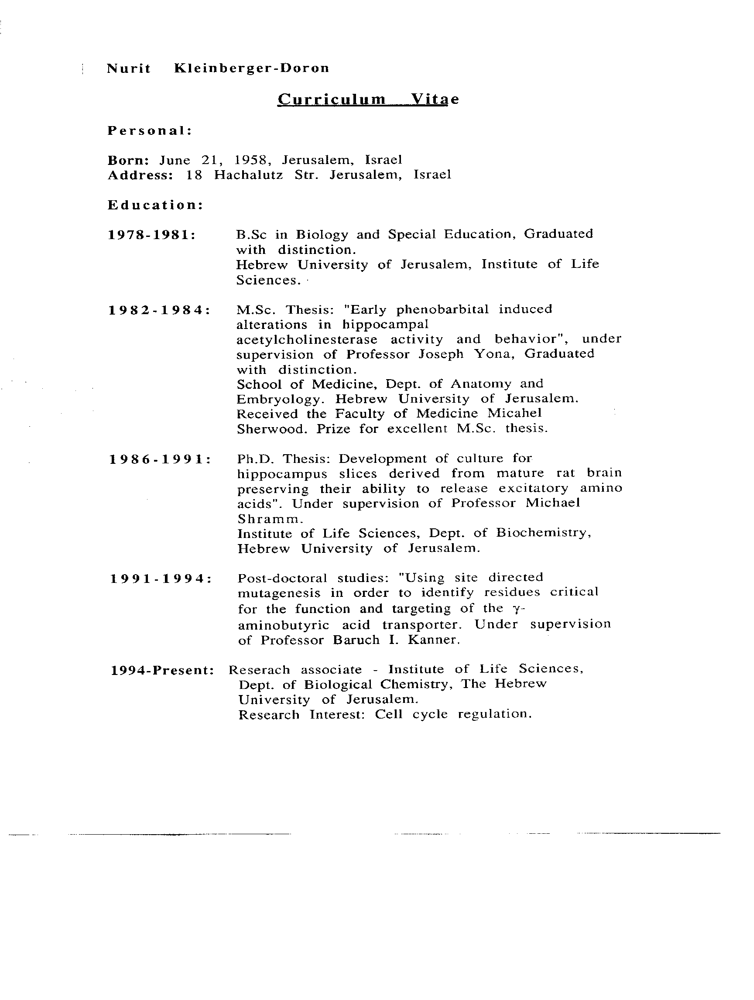 Nurit Kleinberger-Doron
Curriculum Vitae
Personal:
Born: June 21, 1958, Jerusalem, Israel
Address: 18 Hachalutz Str. Jerusalem, Israel
Education:
1978-1981: B.Sc in Biology and Special Education, Graduated
with distinction.
Hebrew University of Jerusalem, Institute of Life
Sciences.
1982-1984: M.Sc. Thesis: "Early phenobarbital induced
alterations in hippocampal
acetylcholinesterase activity and behavior", under
supervision of Professor Joseph Yona, Graduated
with distinction.
School of Medicine, Dept. of Anatomy and
Embryology. Hebrew University of Jerusalem.
Received the Faculty of Medicine Micahel
Sherwood. Prize for excellent M.Sc. thesis.
1986-1991: Ph.D. Thesis: Development of culture for
hippocampus slices derived from mature rat brain
preserving their ability to release excitatory amino
acids". Under supervision of Professor Michael
Shramm.
Institute of Life Sciences, Dept. of Biochemistry,
Hebrew University of Jerusalem.
1991-1994: Post-doctoral studies: "Using site directed
mutagenesis in order to identify residues critical
for the function and targeting of the γ-
aminobutyric acid transporter. Under supervision
of Professor Baruch I. Kanner.
1994-Present: Reserach associate - Institute of Life Sciences,
Dept. of Biological Chemistry, The Hebrew
University of Jerusalem.
Research Interest: Cell cycle regulation.